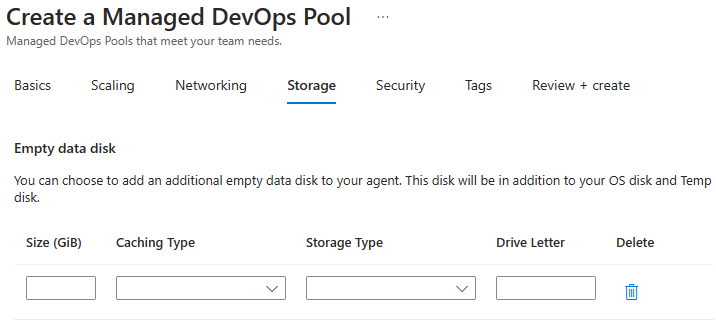 Create a Managed DevOps Pool ...
Managed DevOps Pools that meet your team needs.
Basics Scaling Networking Storage Security Tags Review + create
Empty data disk
You can choose to add an additional empty data disk to your agent. This disk will be in addition to your OS disk and Temp
disk.
Size (GiB) Caching Type Storage Type Drive Letter Delete